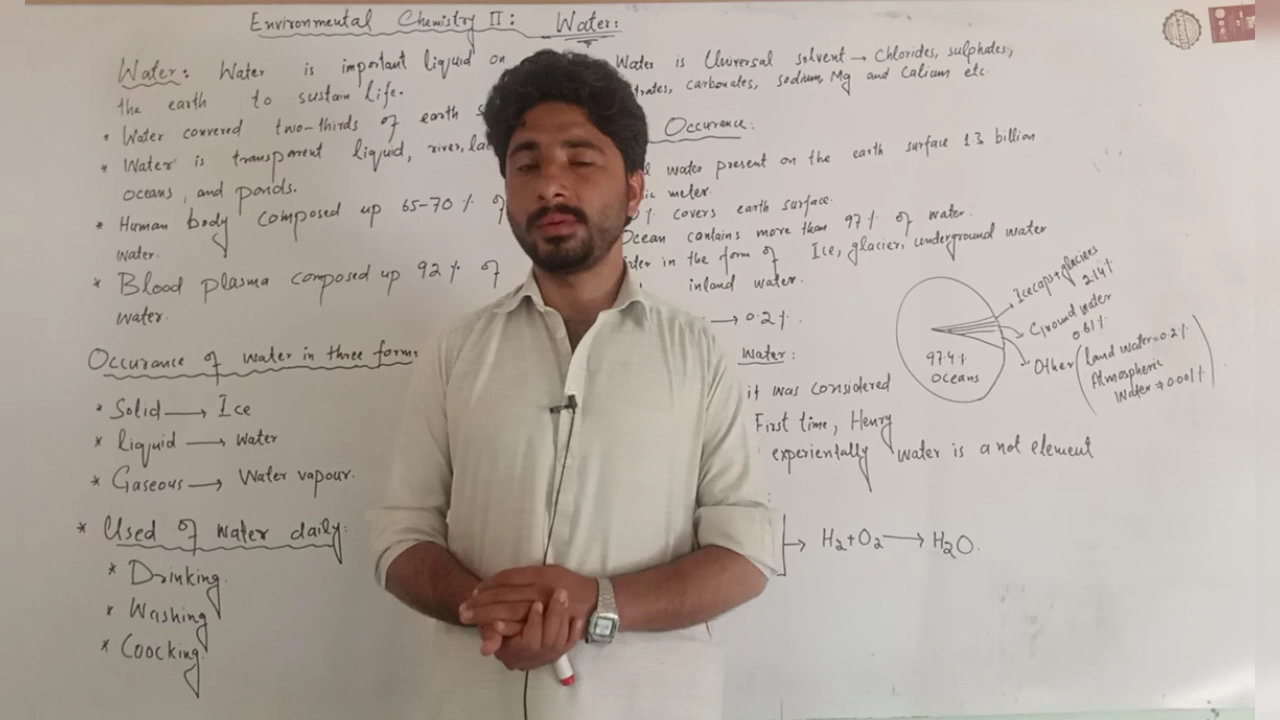 Environmental Chemistry II: Water:
Water: Water is important liquid on
the earth to sustain life.
* Water convered two-thirds of earth
* Water is transparent liquid, river,
oceans, and ponds.
* Human body composed up 65-70% of
water.
* Blood plasma composed up 92% of
water.
Occurance of water in three forms
* Solid → Ice
* liquid → water
* Gaseous → Water vapour.
* Used of water daily:
* Drinking.
* Washing
* Coocking.
Water is Universal solvent → Chlorides, sulphates,
carbonates, sodium, Mg and Calium etc.
Occurance:
water present on the earth surface 1.3 billion
meter.
% covers earth surface.
Ocean contains more than 97% of water.
in the form of Ice, glacier, underground water
inland water.
→ 0.2%.
Water:
it was considered
First time, Henry
experientally water is a not element
H2+O2 → H2O.
97.4%
oceans
Icecaps+glaciers
2.14%
Ground water
0.61%
Other (land water=0.2%
Atmospheric
Water = 0.001%)